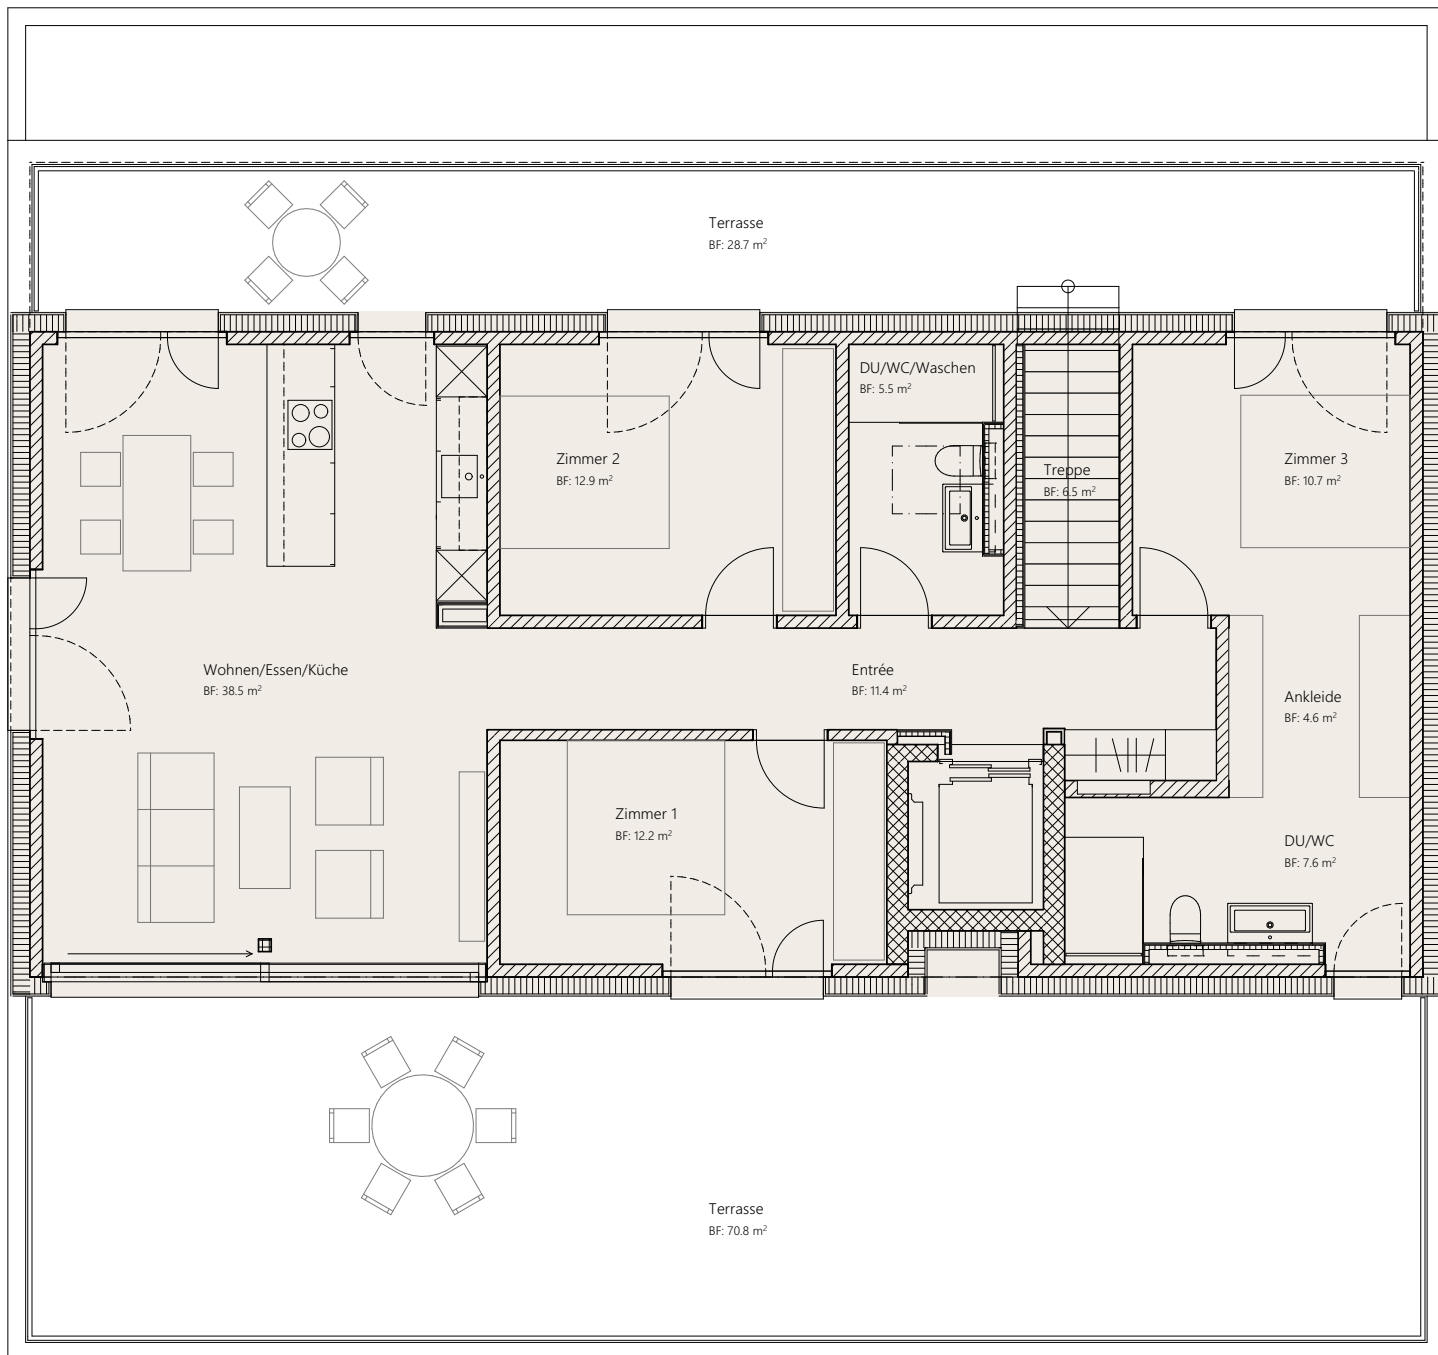 Terrasse
BF: 28.7 m²
DU/WC/Waschen
BF: 5.5 m²
Zimmer 2
BF: 12.9 m²
Treppe
BF: 6.5 m²
Zimmer 3
BF: 10.7 m²
Wohnen/Essen/Küche
BF: 38.5 m²
Entrée
BF: 11.4 m²
Ankleide
BF: 4.6 m²
Zimmer 1
BF: 12.2 m²
DU/WC
BF: 7.6 m²
Terrasse
BF: 70.8 m²